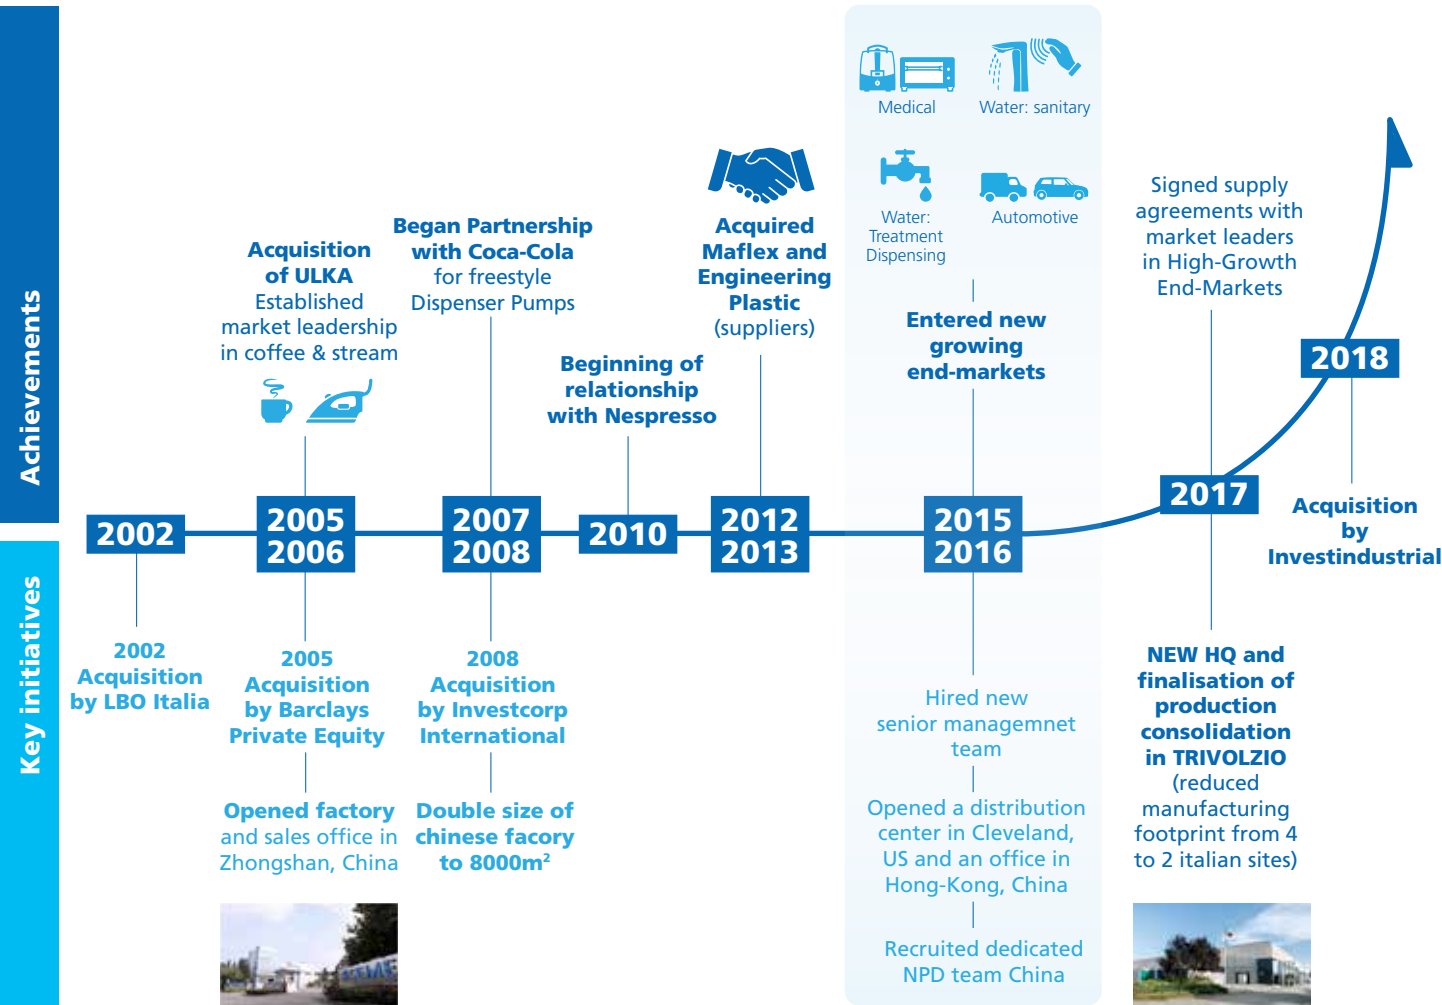 Achievements
Key initiatives
Medical
Water: sanitary
Water:
Treatment
Dispensing
Automotive
Acquisition
of ULKA
Established
market leadership
in coffee & stream
Began Partnership
with Coca-Cola
for freestyle
Dispenser Pumps
Beginning of
relationship
with Nespresso
Acquired
Maflex and
Engineering
Plastic
(suppliers)
Entered new
growing
end-markets
Signed supply
agreements with
market leaders
in High-Growth
End-Markets
2002
2005
2006
2007
2008
2010
2012
2013
2015
2016
2017
2018
Acquisition
by
Investindustrial
2002
Acquisition
by LBO Italia
2005
Acquisition
by Barclays
Private Equity
Opened factory
and sales office in
Zhongshan, China
2008
Acquisition
by Investcorp
International
Double size of
chinese facory
to 8000m²
Hired new
senior managemnet
team
Opened a distribution
center in Cleveland,
US and an office in
Hong-Kong, China
Recruited dedicated
NPD team China
NEW HQ and
finalisation of
production
consolidation
in TRIVOLZIO
(reduced
manufacturing
footprint from 4
to 2 italian sites)